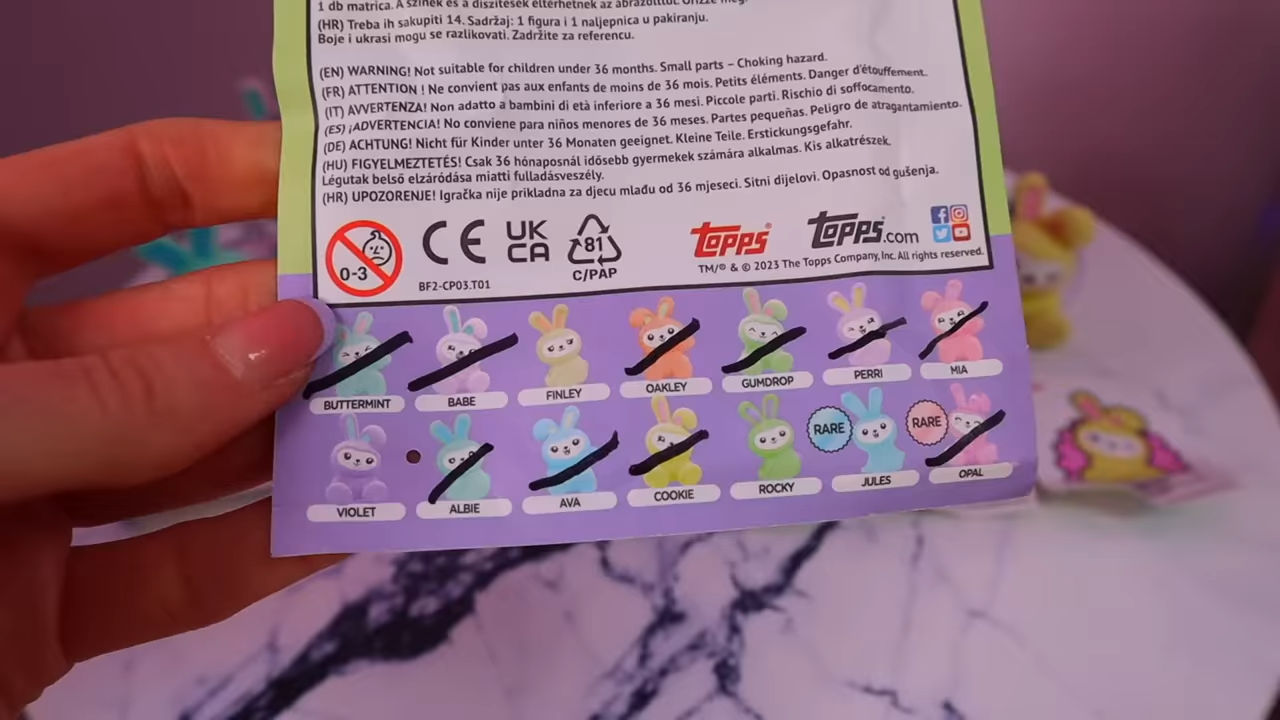 1 db matrica. A színek és a díszítések eltérhetnek az ábrázolttól.
(HR) Treba ih sakupiti 14. Sadržaj: 1 figura i 1 naljepnica u pakiranju.
Boje i ukrasi mogu se razlikovati. Zadržite za referencu.
(EN) WARNING! Not suitable for children under 36 months. Small parts – Choking hazard.
(FR) ATTENTION ! Ne convient pas aux enfants de moins de 36 mois. Petits éléments. Danger d'étouffement.
(IT) AVVERTENZA! Non adatto a bambini di età inferiore a 36 mesi. Piccole parti. Rischio di soffocamento.
(ES) ¡ADVERTENCIA! No conviene para niños menores de 36 meses. Partes pequeñas. Peligro de atragantamiento.
(DE) ACHTUNG! Nicht für Kinder unter 36 Monaten geeignet. Kleine Teile. Erstickungsgefahr.
(HU) FIGYELMEZTETÉS! Csak 36 hónaposnál idősebb gyermekek számára alkalmas. Kis alkatrészek.
Légutak belső elzáródása miatti fulladásveszély.
(HR) UPOZORENJE! Igračka nije prikladna za djecu mlađu od 36 mjeseci. Sitni dijelovi. Opasnost od gušenja.
0-3
CE
UK
CA
81
C/PAP
BF2-CP03.T01
Topps®
Topps.com
TM/® & © 2023 The Topps Company, Inc. All rights reserved.
BUTTERMINT
BABE
FINLEY
OAKLEY
GUMDROP
PERRI
MIA
VIOLET
ALBIE
AVA
COOKIE
ROCKY
RARE
JULES
RARE
OPAL